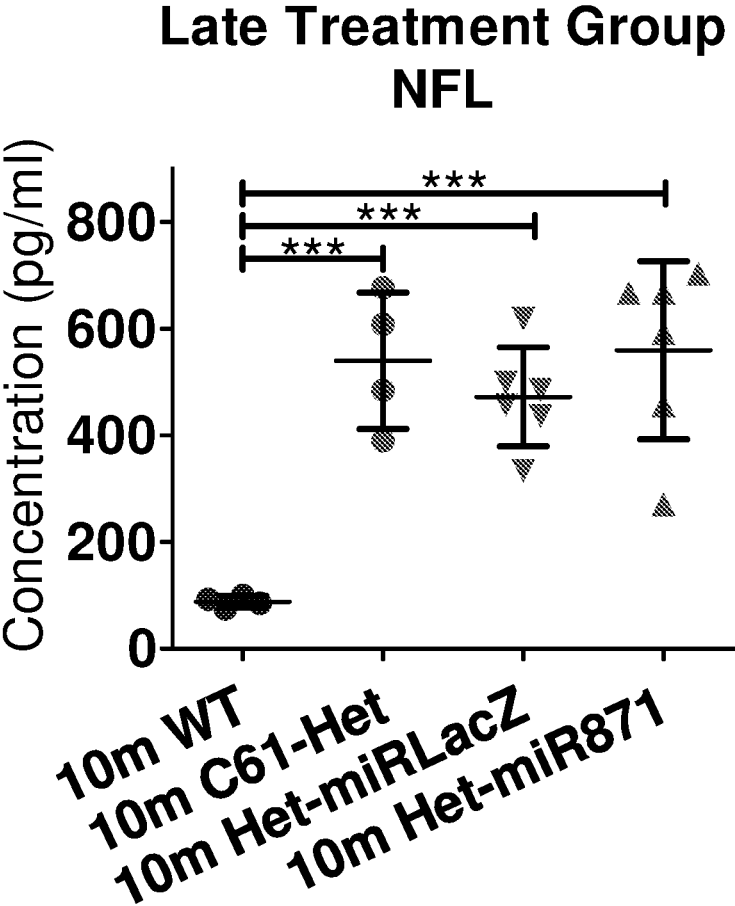 Late Treatment Group
NFL
Concentration (pg/ml)
800
600
400
200
0
***
***
***
10m WT
10m C61-Het
10m Het-miRLacZ
10m Het-miR871